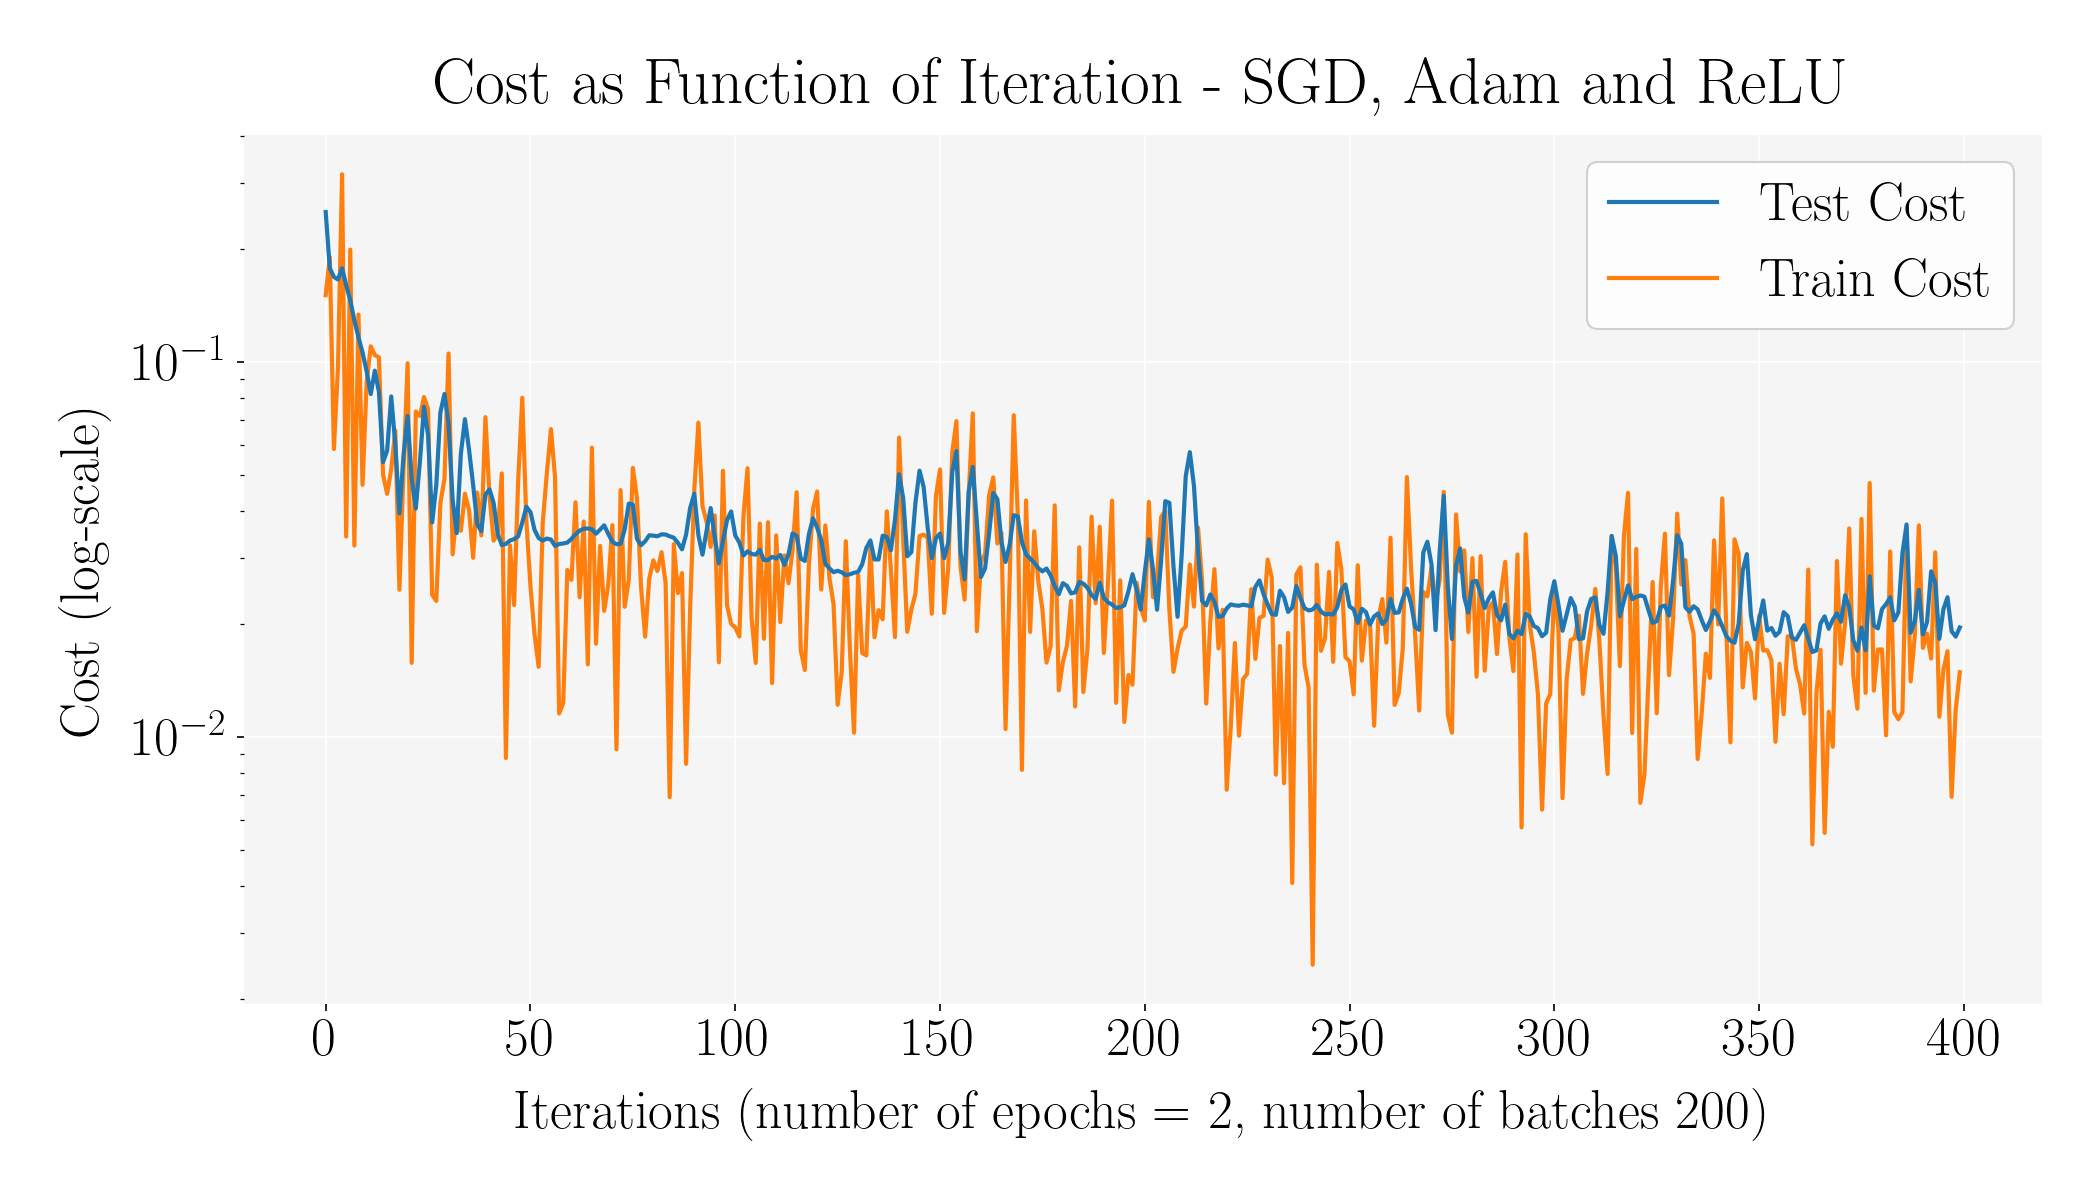 Cost as Function of Iteration - SGD, Adam and ReLU
Test Cost
Train Cost
Cost (log-scale)
10⁻¹
10⁻²
0 50 100 150 200 250 300 350 400
Iterations (number of epochs = 2, number of batches 200)